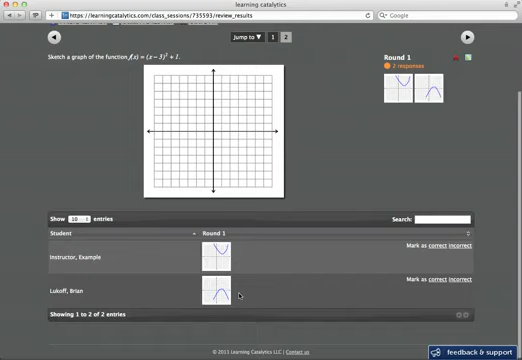 learning catalytics
https://learningcatalytics.com/class_sessions/735593/review_results
Google
Jump to ▼ 1 2
Sketch a graph of the function f(x) = (x − 3)² + 1.
Round 1
2 responses
Show 10 entries
Search:
Student Round 1
Instructor, Example
Mark as correct incorrect
Lukoff, Brian
Mark as correct incorrect
Showing 1 to 2 of 2 entries
© 2013 Learning Catalytics LLC | Contact us
feedback & support